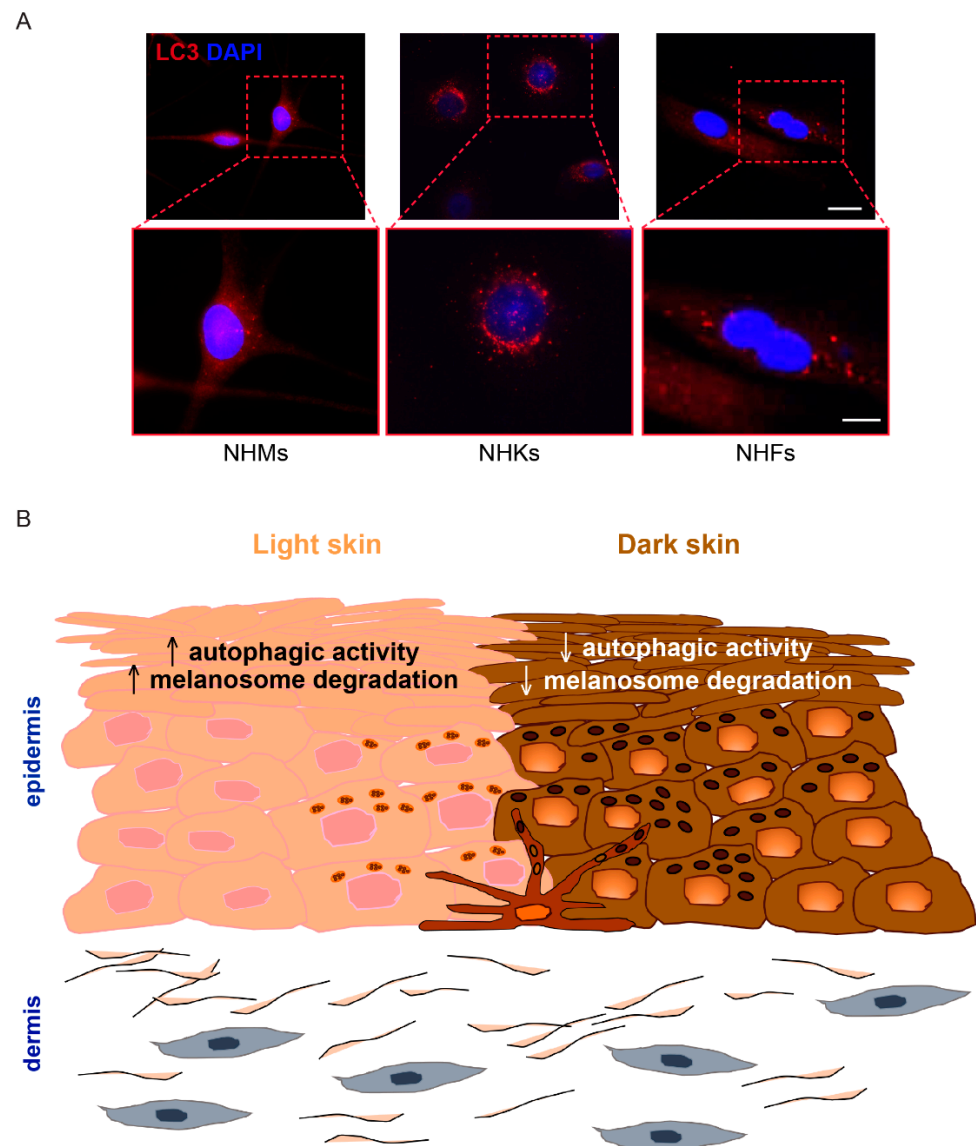 A
LC3 DAPI
NHMs
NHKs
NHFs
B
Light skin
Dark skin
↑ autophagic activity
↑ melanosome degradation
↓ autophagic activity
↓ melanosome degradation
epidermis
dermis